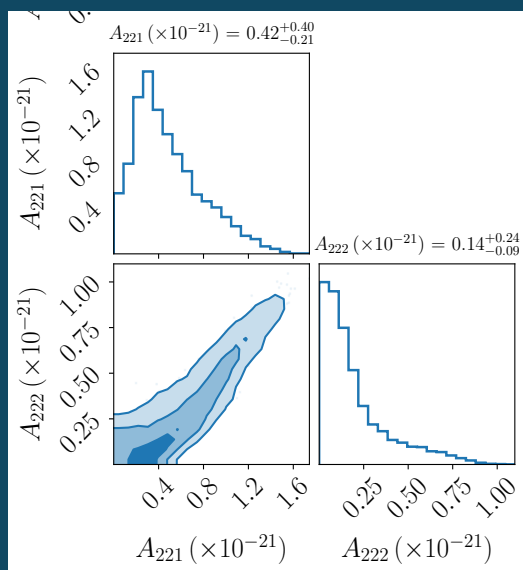 A₂₂₁ (×10⁻²¹) = 0.42⁺⁰·⁴⁰₋₀.₂₁
1.6
1.2
0.8
0.4
A₂₂₁ (×10⁻²¹)
A₂₂₂ (×10⁻²¹) = 0.14⁺⁰·²⁴₋₀.₀₉
1.00
0.75
0.50
0.25
A₂₂₂ (×10⁻²¹)
0.4 0.8 1.2 1.6
0.25 0.50 0.75 1.00
A₂₂₁ (×10⁻²¹)
A₂₂₂ (×10⁻²¹)